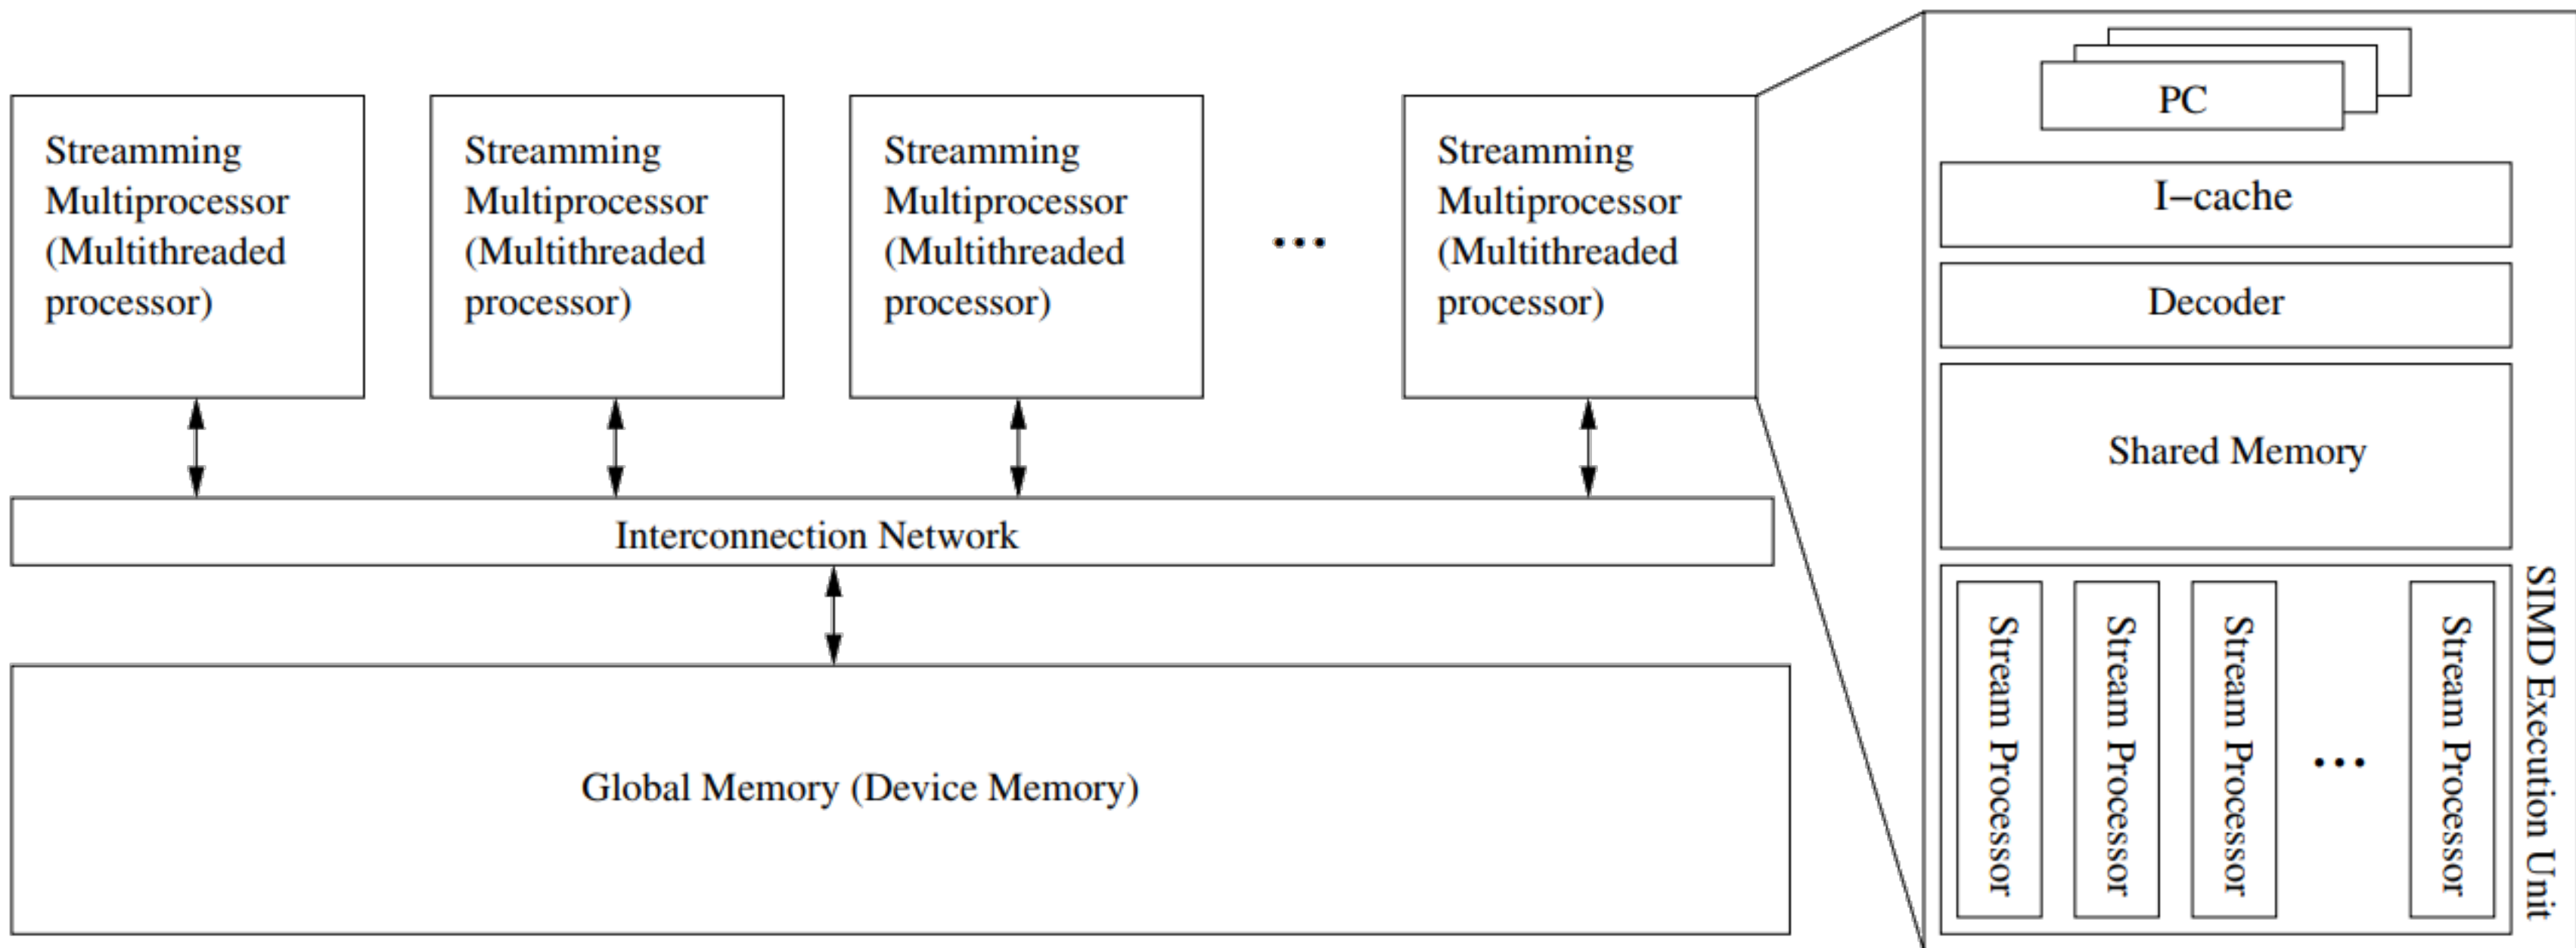 Streamming
Multiprocessor
(Multithreaded
processor)
Streamming
Multiprocessor
(Multithreaded
processor)
Streamming
Multiprocessor
(Multithreaded
processor)
...
Streamming
Multiprocessor
(Multithreaded
processor)
Interconnection Network
Global Memory (Device Memory)
PC
I−cache
Decoder
Shared Memory
Stream Processor
Stream Processor
Stream Processor
...
Stream Processor
SIMD Execution Unit